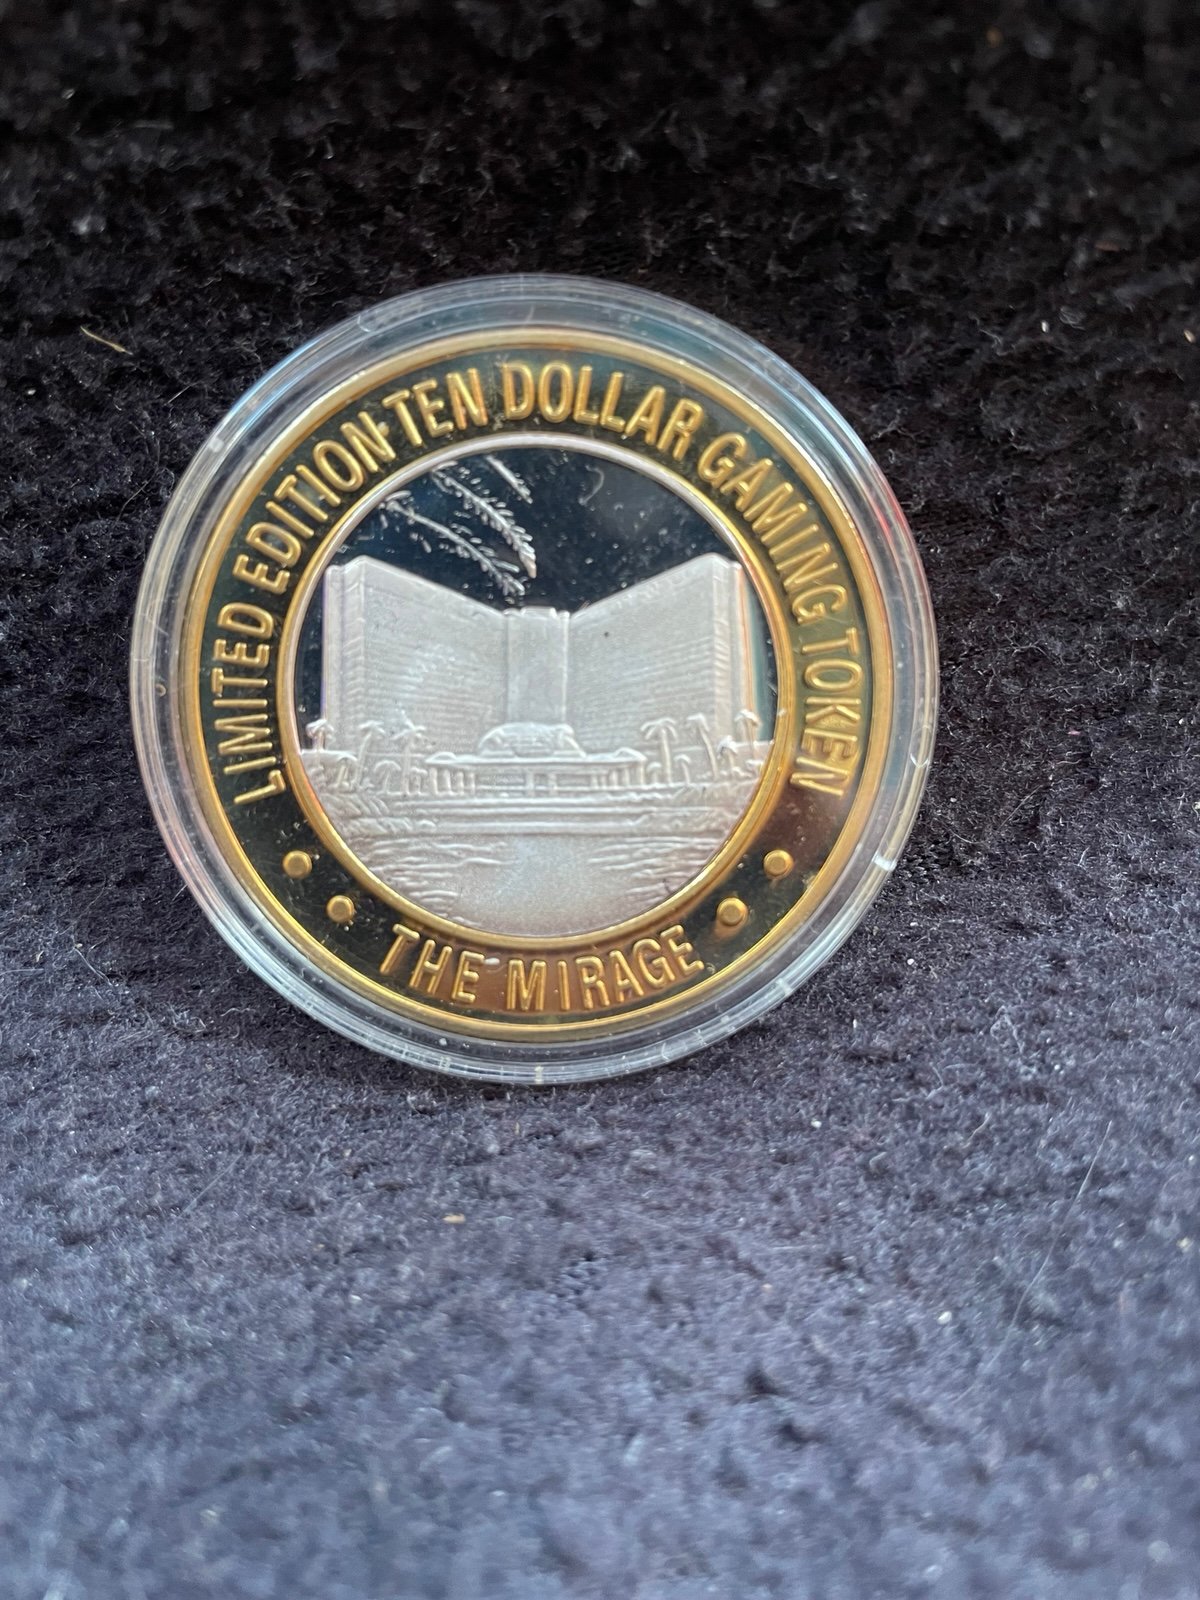 LIMITED EDITION·TEN DOLLAR GAMING TOKEN
THE MIRAGE